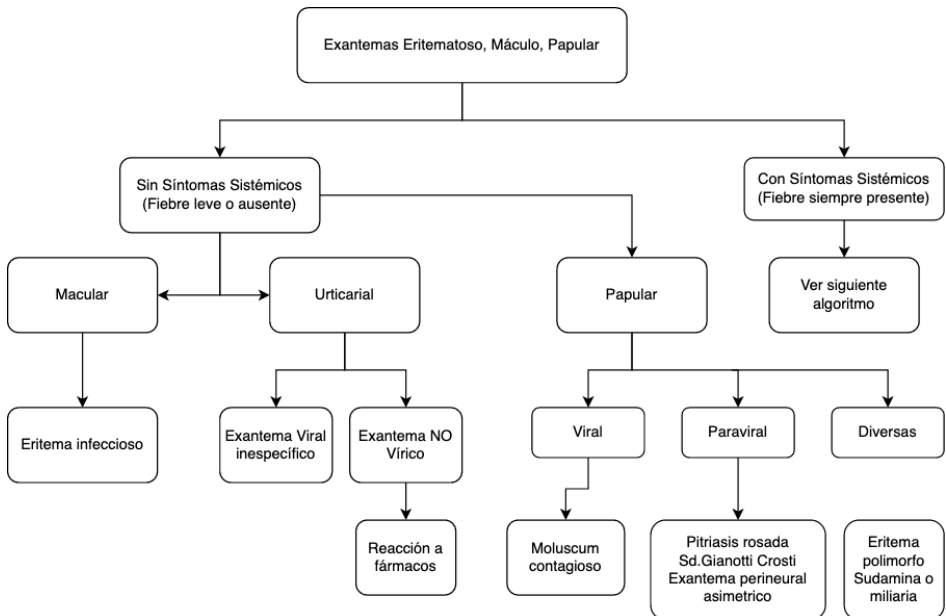 Exantemas Eritematoso, Máculo, Papular
Sin Síntomas Sistémicos
(Fiebre leve o ausente)
Con Síntomas Sistémicos
(Fiebre siempre presente)
Macular
Urticarial
Papular
Ver siguiente
algoritmo
Eritema infeccioso
Exantema Viral
inespecífico
Exantema NO
Vírico
Viral
Paraviral
Diversas
Reacción a
fármacos
Moluscum
contagioso
Pitriasis rosada
Sd.Gianotti Crosti
Exantema perineural
asimetrico
Eritema
polimorfo
Sudamina o
miliaria